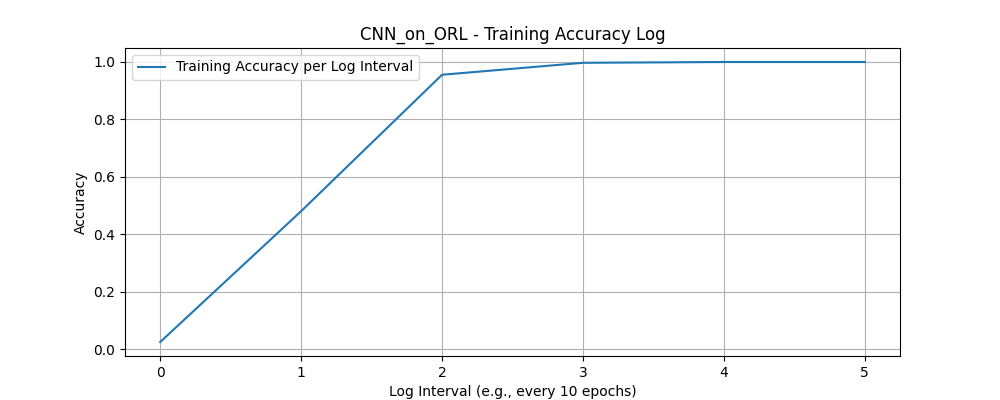 CNN_on_ORL - Training Accuracy Log
Training Accuracy per Log Interval
Accuracy
1.0
0.8
0.6
0.4
0.2
0.0
0 1 2 3 4 5
Log Interval (e.g., every 10 epochs)